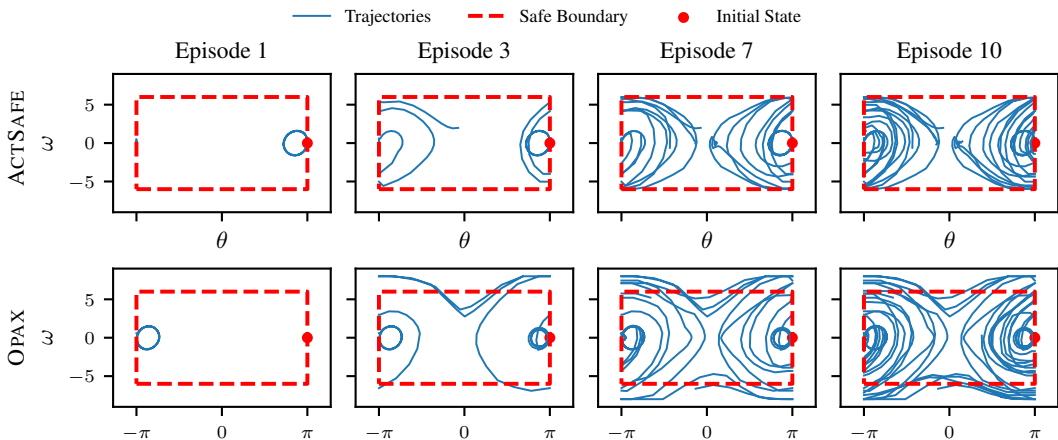 Trajectories Safe Boundary Initial State
Episode 1 Episode 3 Episode 7 Episode 10
ACTSAFE
ω
5
0
−5
θ θ θ θ
OPAX
ω
5
0
−5
−π 0 π −π 0 π −π 0 π −π 0 π